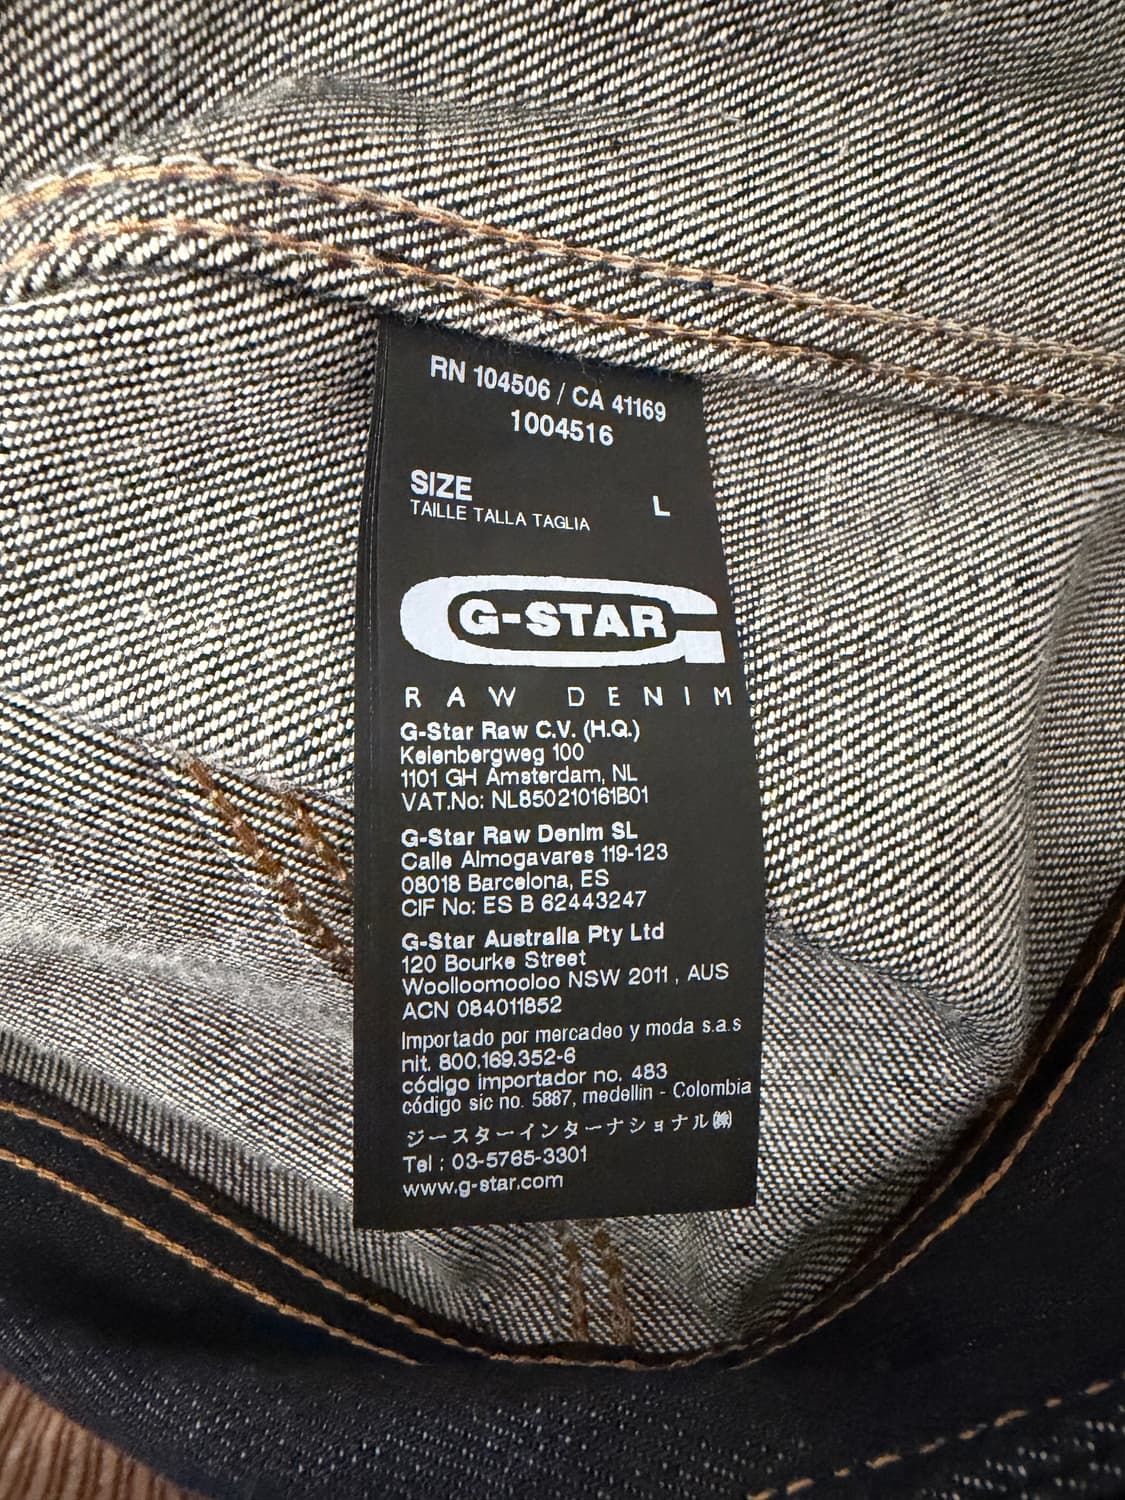 RN 104506 / CA 41169
1004516
SIZE L
TAILLE TALLA TAGLIA
G-STAR
RAW DENIM
G-Star Raw C.V. (H.Q.)
Keienbergweg 100
1101 GH Amsterdam, NL
VAT.No: NL850210161B01
G-Star Raw Denim SL
Calle Almogavares 119-123
08018 Barcelona, ES
CIF No: ES B 62443247
G-Star Australia Pty Ltd
120 Bourke Street
Woolloomooloo NSW 2011 , AUS
ACN 084011852
Importado por mercadeo y moda s.a.s
nit. 800.169.352-6
código importador no. 483
código sic no. 5887, medellin - Colombia
ジースターインターナショナル㈱
Tel : 03-5765-3301
www.g-star.com